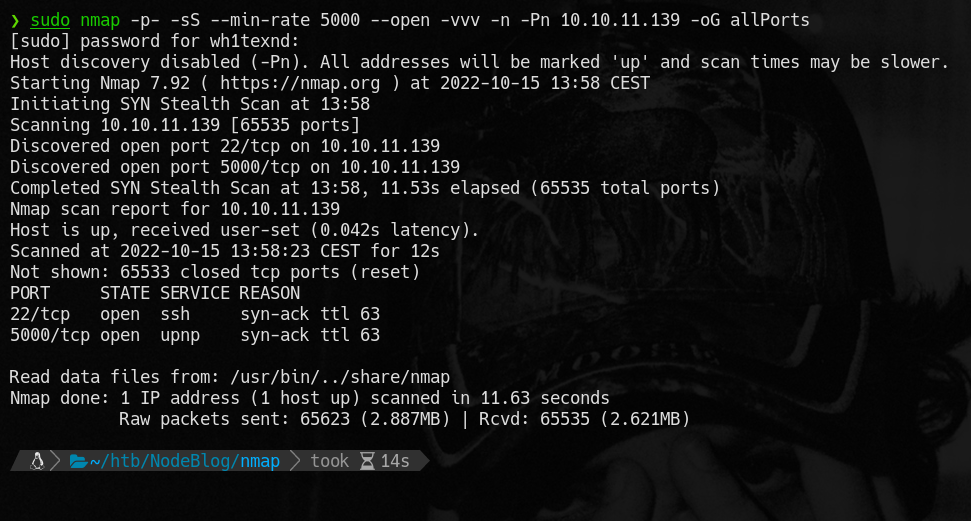 ❯ sudo nmap -p- -sS --min-rate 5000 --open -vvv -n -Pn 10.10.11.139 -oG allPorts
[sudo] password for wh1texnd:
Host discovery disabled (-Pn). All addresses will be marked 'up' and scan times may be slower.
Starting Nmap 7.92 ( https://nmap.org ) at 2022-10-15 13:58 CEST
Initiating SYN Stealth Scan at 13:58
Scanning 10.10.11.139 [65535 ports]
Discovered open port 22/tcp on 10.10.11.139
Discovered open port 5000/tcp on 10.10.11.139
Completed SYN Stealth Scan at 13:58, 11.53s elapsed (65535 total ports)
Nmap scan report for 10.10.11.139
Host is up, received user-set (0.042s latency).
Scanned at 2022-10-15 13:58:23 CEST for 12s
Not shown: 65533 closed tcp ports (reset)
PORT     STATE SERVICE REASON
22/tcp   open  ssh     syn-ack ttl 63
5000/tcp open  upnp    syn-ack ttl 63
Read data files from: /usr/bin/../share/nmap
Nmap done: 1 IP address (1 host up) scanned in 11.63 seconds
           Raw packets sent: 65623 (2.887MB) | Rcvd: 65535 (2.621MB)
~/htb/NodeBlog/nmap took 14s